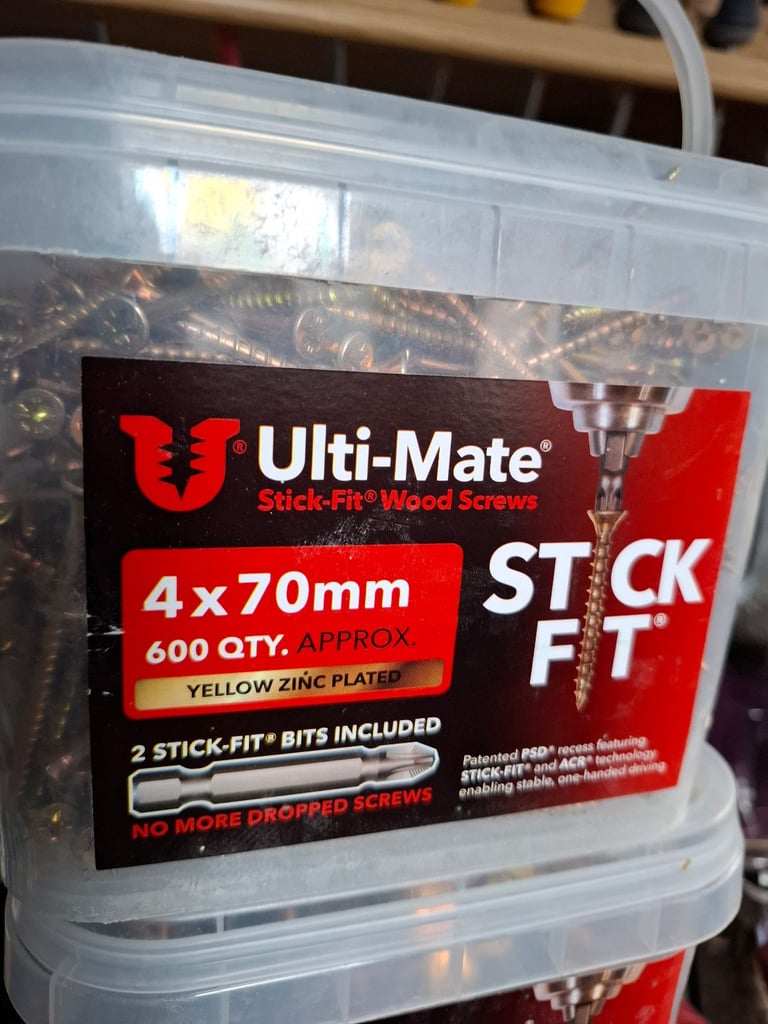 Ulti-Mate®
Stick-Fit® Wood Screws
4 x 70mm
600 QTY. APPROX.
YELLOW ZINC PLATED
2 STICK-FIT® BITS INCLUDED
NO MORE DROPPED SCREWS
STICK
FIT®
Patented PSD® recess featuring
STICK-FIT® and ACR® technology
enabling stable, one-handed driving